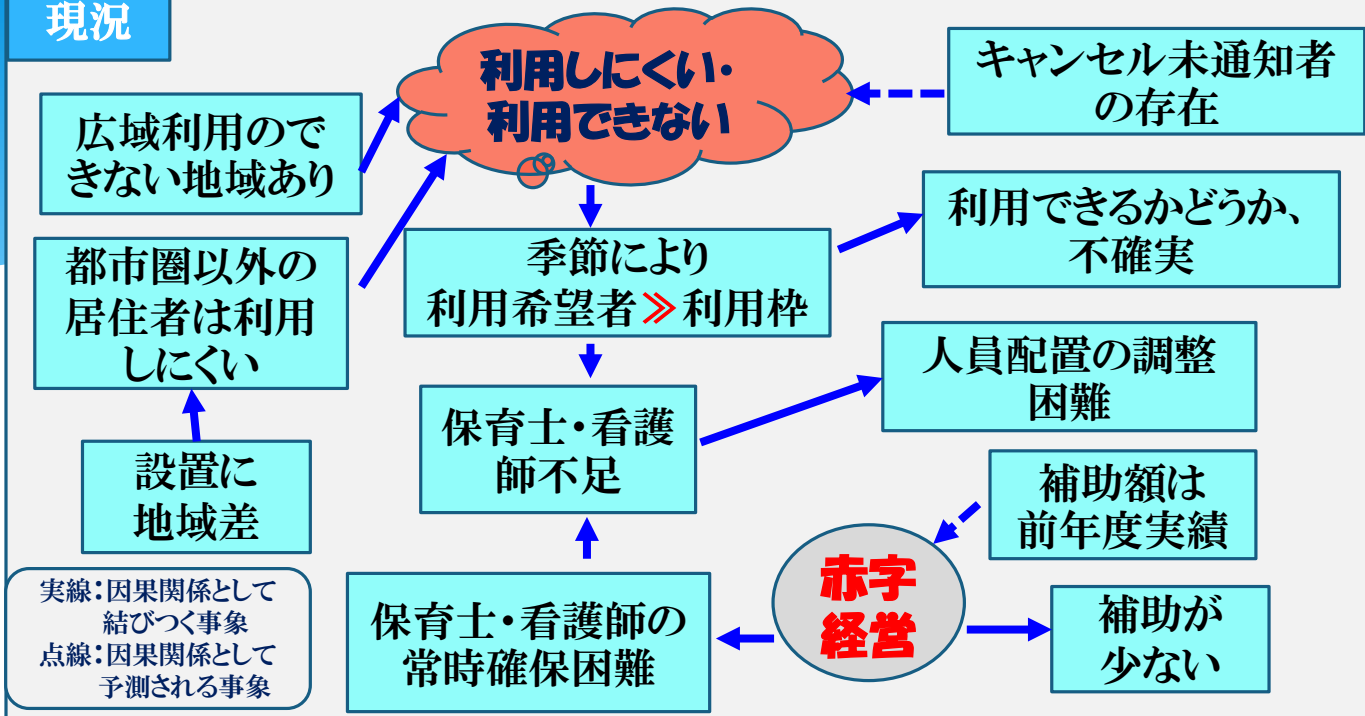 現況
利用しにくい・
利用できない
キャンセル未通知者
の存在
広域利用ので
きない地域あり
利用できるかどうか、
不確実
季節により
利用希望者≫利用枠
都市圏以外の
居住者は利用
しにくい
人員配置の調整
困難
保育士・看護
師不足
設置に
地域差
補助額は
前年度実績
赤字
経営
実線：因果関係として
結びつく事象
点線：因果関係として
予測される事象
保育士・看護師の
常時確保困難
補助が
少ない